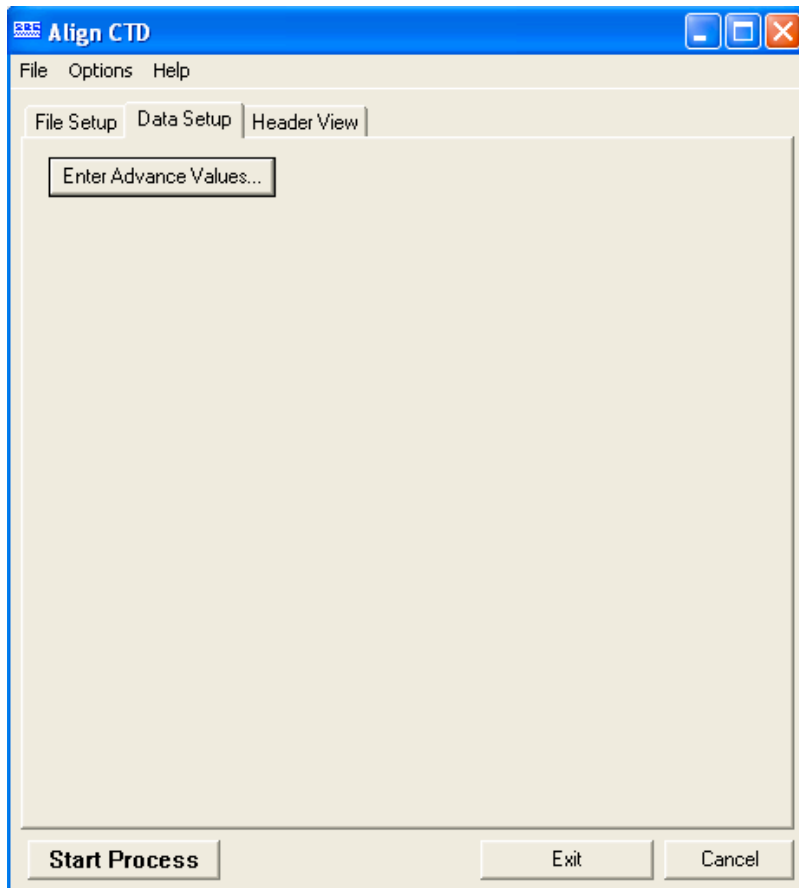 Align CTD
File Options Help
File Setup Data Setup Header View
Enter Advance Values...
Start Process Exit Cancel